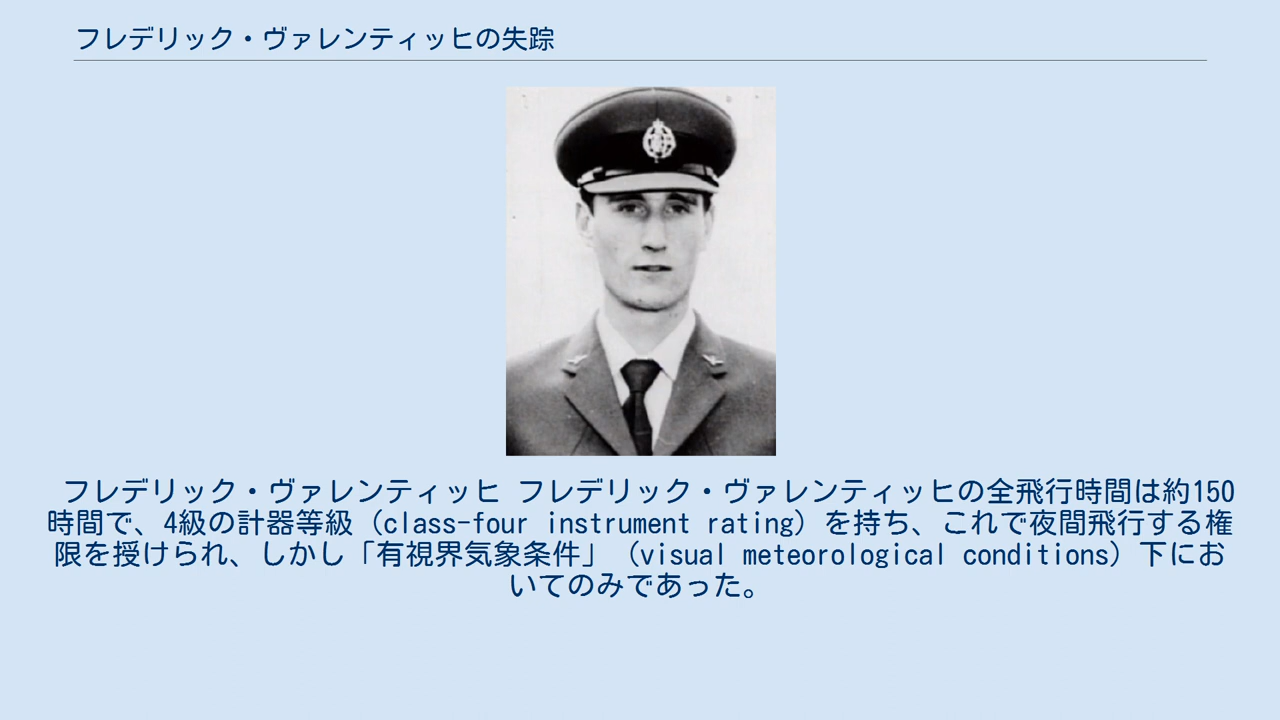 フレデリック・ヴァレンティッヒの失踪
フレデリック・ヴァレンティッヒ フレデリック・ヴァレンティッヒの全飛行時間は約150
時間で、4級の計器等級（class-four instrument rating）を持ち、これで夜間飛行する権
限を授けられ、しかし「有視界気象条件」（visual meteorological conditions）下にお
いてのみであった。